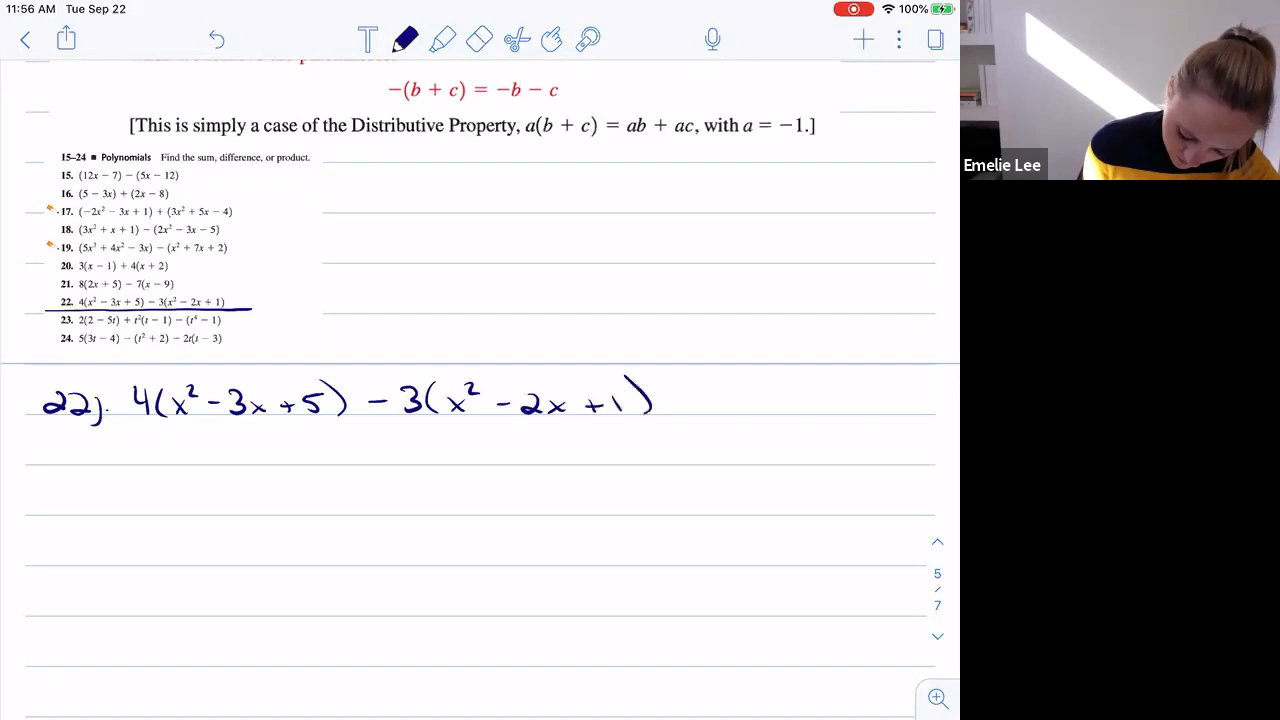 11:56 AM Tue Sep 22
100%
−(b + c) = −b − c
[This is simply a case of the Distributive Property, a(b + c) = ab + ac, with a = −1.]
15–24 ■ Polynomials Find the sum, difference, or product.
15. (12x − 7) − (5x − 12)
16. (5 − 3x) + (2x − 8)
17. (−2x² − 3x + 1) + (3x² + 5x − 4)
18. (3x² + x + 1) − (2x² − 3x − 5)
19. (5x³ + 4x² − 3x) − (x² + 7x + 2)
20. 3(x − 1) + 4(x + 2)
21. 8(2x + 5) − 7(x − 9)
22. 4(x² − 3x + 5) − 3(x² − 2x + 1)
23. 2(2 − 5t) + t²(t − 1) − (t⁴ − 1)
24. 5(3t − 4) − (t² + 2) − 2t(t − 3)
22). 4(x² − 3x + 5) − 3(x² − 2x + 1)
5
/
7
Emelie Lee